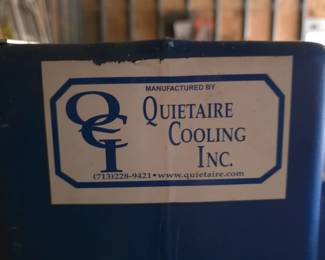 MANUFACTURED BY
QCI
QUIETAIRE
COOLING
INC.
(713)228-9421•www.quietaire.com